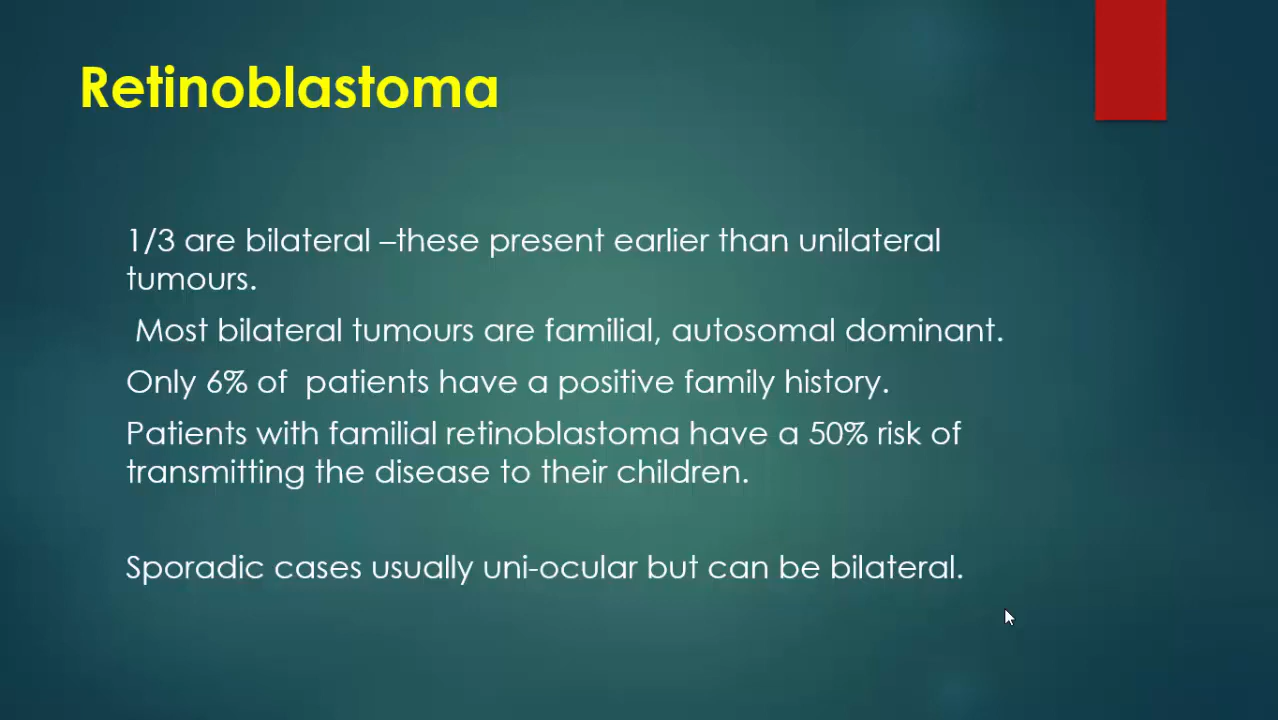 Retinoblastoma
1/3 are bilateral –these present earlier than unilateral
tumours.
Most bilateral tumours are familial, autosomal dominant.
Only 6% of  patients have a positive family history.
Patients with familial retinoblastoma have a 50% risk of
transmitting the disease to their children.
Sporadic cases usually uni-ocular but can be bilateral.